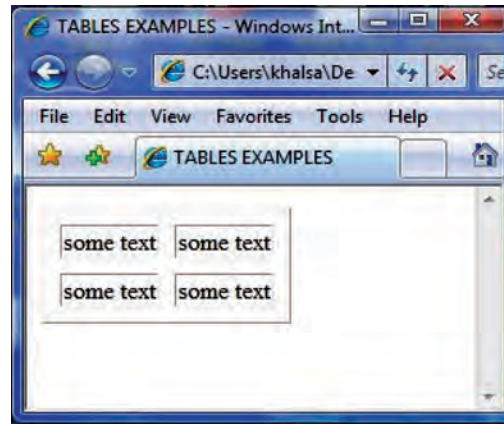 TABLES EXAMPLES - Windows Int...
C:\Users\khalsa\De
Se
File Edit View Favorites Tools Help
TABLES EXAMPLES
some text some text
some text some text